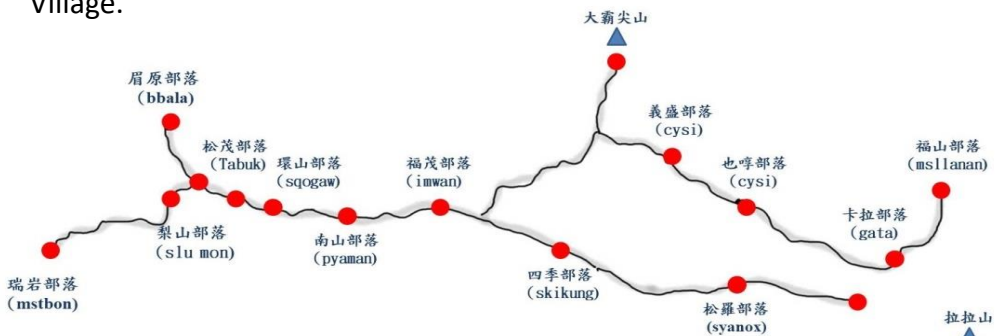 Village.
大霸尖山
眉原部落
(bbala)
松茂部落
(Tabuk)
環山部落
(sqogaw)
福茂部落
(imwan)
義盛部落
(cysi)
也哼部落
(cysi)
福山部落
(msllanan)
卡拉部落
(gata)
梨山部落
(slu mon)
南山部落
(pyaman)
四季部落
(skikung)
瑞岩部落
(mstbon)
松羅部落
(syanox)
拉拉山